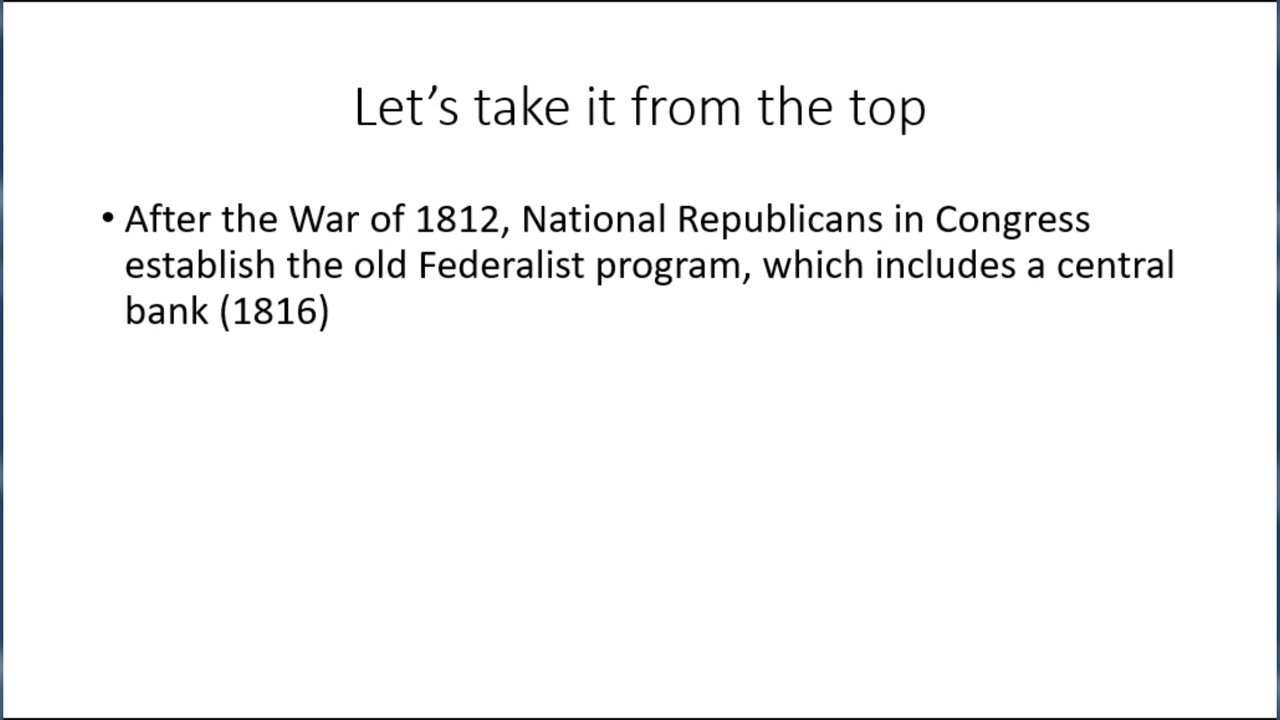 Let’s take it from the top
• After the War of 1812, National Republicans in Congress
establish the old Federalist program, which includes a central
bank (1816)